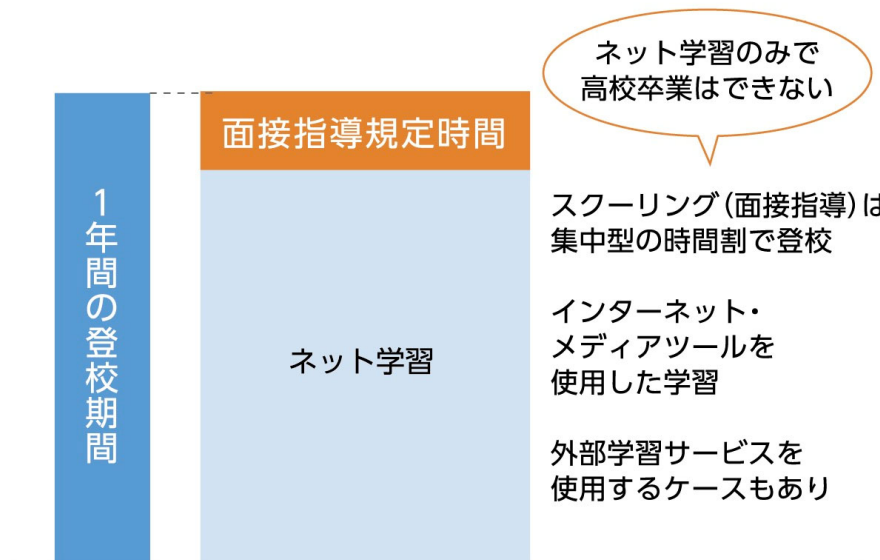 1年間の登校期間
面接指導規定時間
ネット学習
ネット学習のみで
高校卒業はできない
スクーリング(面接指導)は
集中型の時間割で登校
インターネット・
メディアツールを
使用した学習
外部学習サービスを
使用するケースもあり